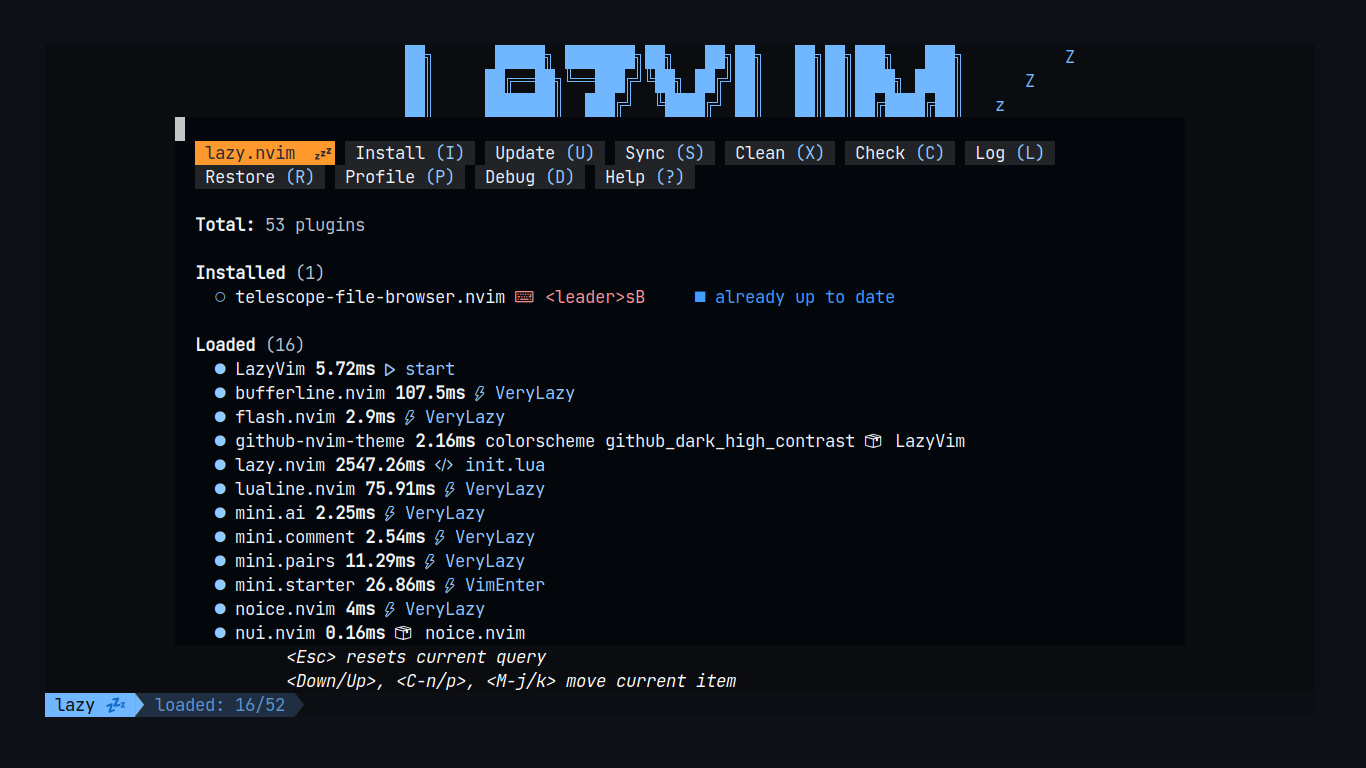 Z
Z
z
lazy.nvim zzz Install (I) Update (U) Sync (S) Clean (X) Check (C) Log (L)
Restore (R) Profile (P) Debug (D) Help (?)
Total: 53 plugins
Installed (1)
○ telescope-file-browser.nvim <leader>sB ■ already up to date
Loaded (16)
● LazyVim 5.72ms start
● bufferline.nvim 107.5ms VeryLazy
● flash.nvim 2.9ms VeryLazy
● github-nvim-theme 2.16ms colorscheme github_dark_high_contrast LazyVim
● lazy.nvim 2547.26ms </> init.lua
● lualine.nvim 75.91ms VeryLazy
● mini.ai 2.25ms VeryLazy
● mini.comment 2.54ms VeryLazy
● mini.pairs 11.29ms VeryLazy
● mini.starter 26.86ms VimEnter
● noice.nvim 4ms VeryLazy
● nui.nvim 0.16ms noice.nvim
<Esc> resets current query
<Down/Up>, <C-n/p>, <M-j/k> move current item
lazy zzz loaded: 16/52